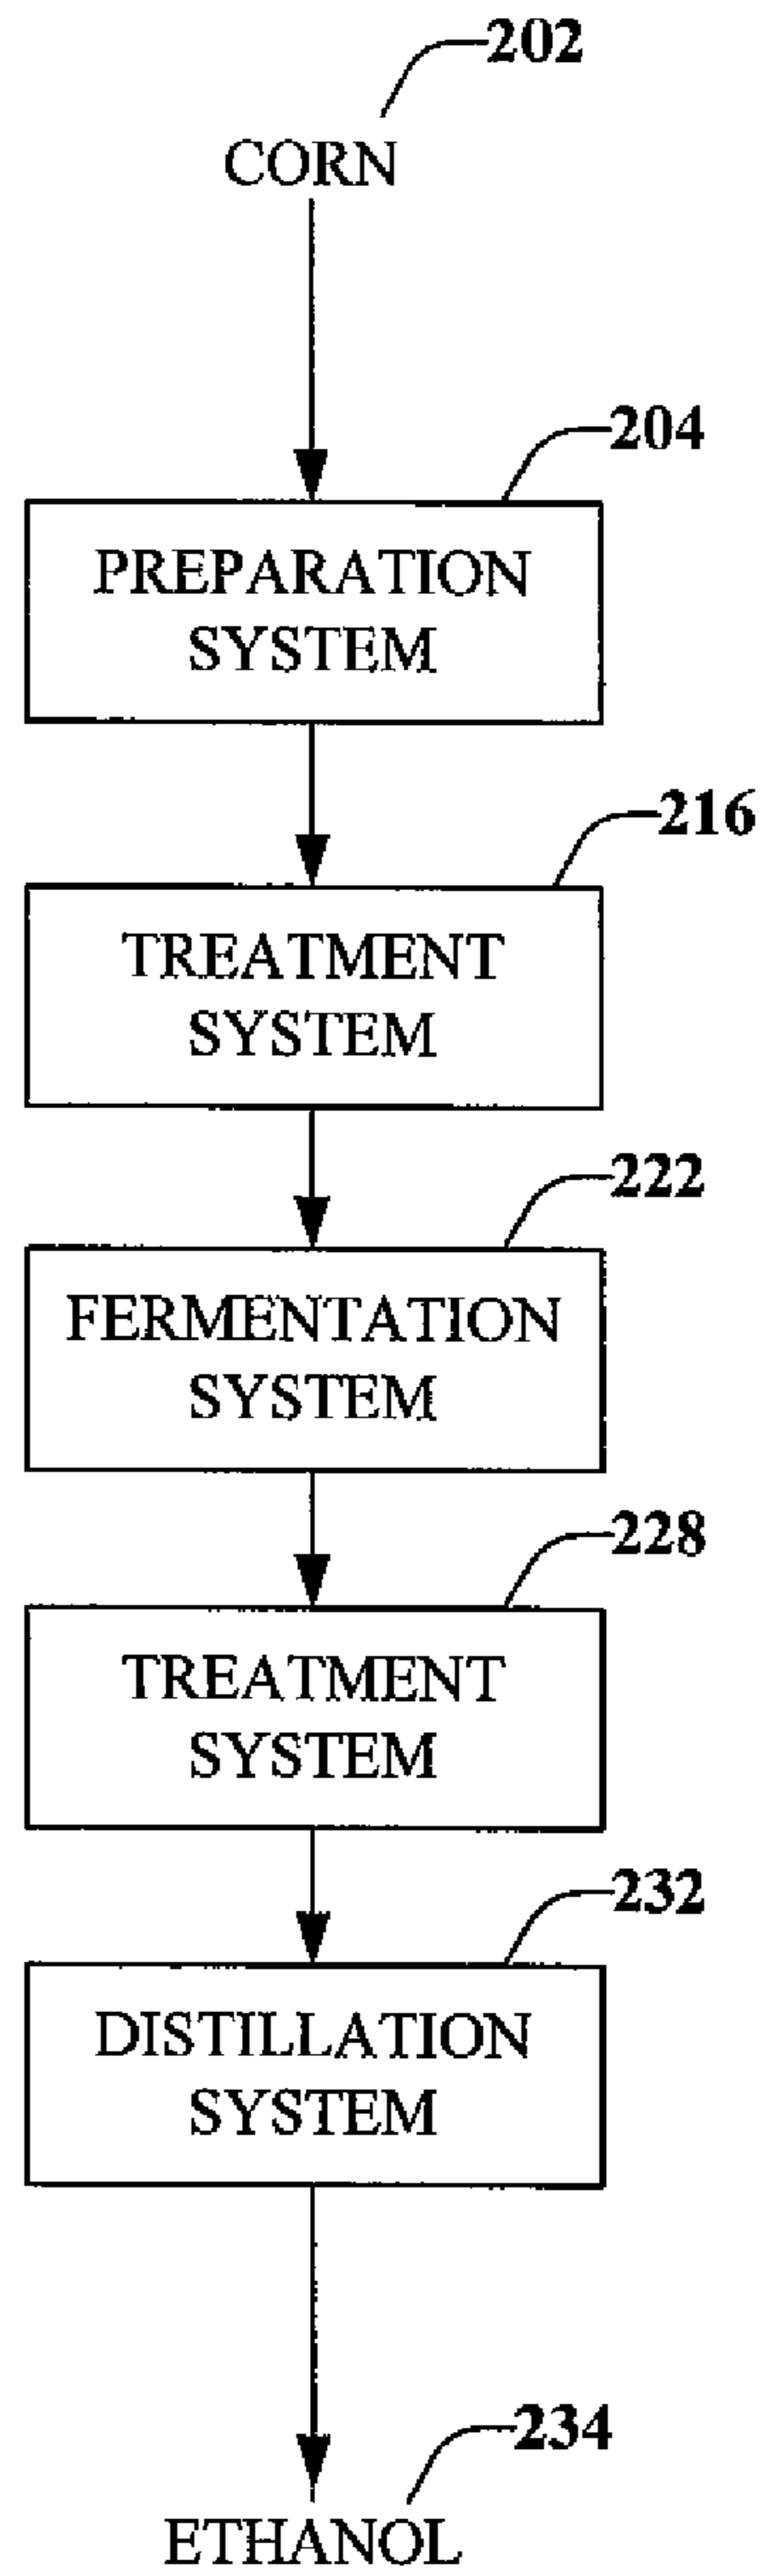 202
CORN
204
PREPARATION
SYSTEM
216
TREATMENT
SYSTEM
222
FERMENTATION
SYSTEM
228
TREATMENT
SYSTEM
232
DISTILLATION
SYSTEM
234
ETHANOL